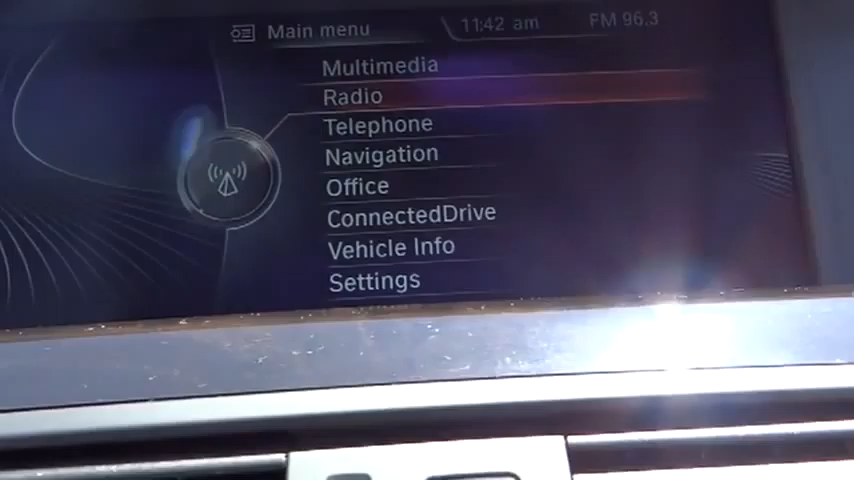 Main menu
11:42 am
FM 96.3
Multimedia
Radio
Telephone
Navigation
Office
ConnectedDrive
Vehicle Info
Settings